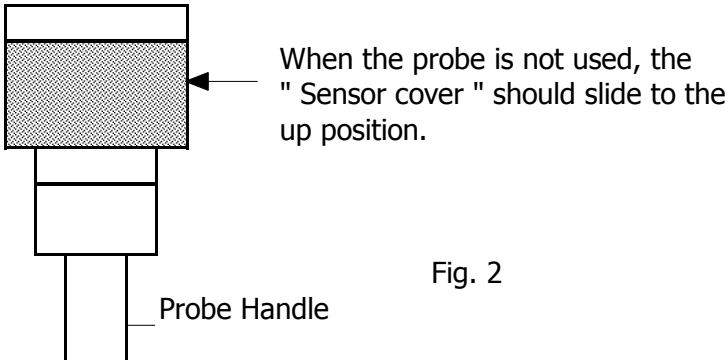 When the probe is not used, the
" Sensor cover " should slide to the
up position.
Fig. 2
Probe Handle